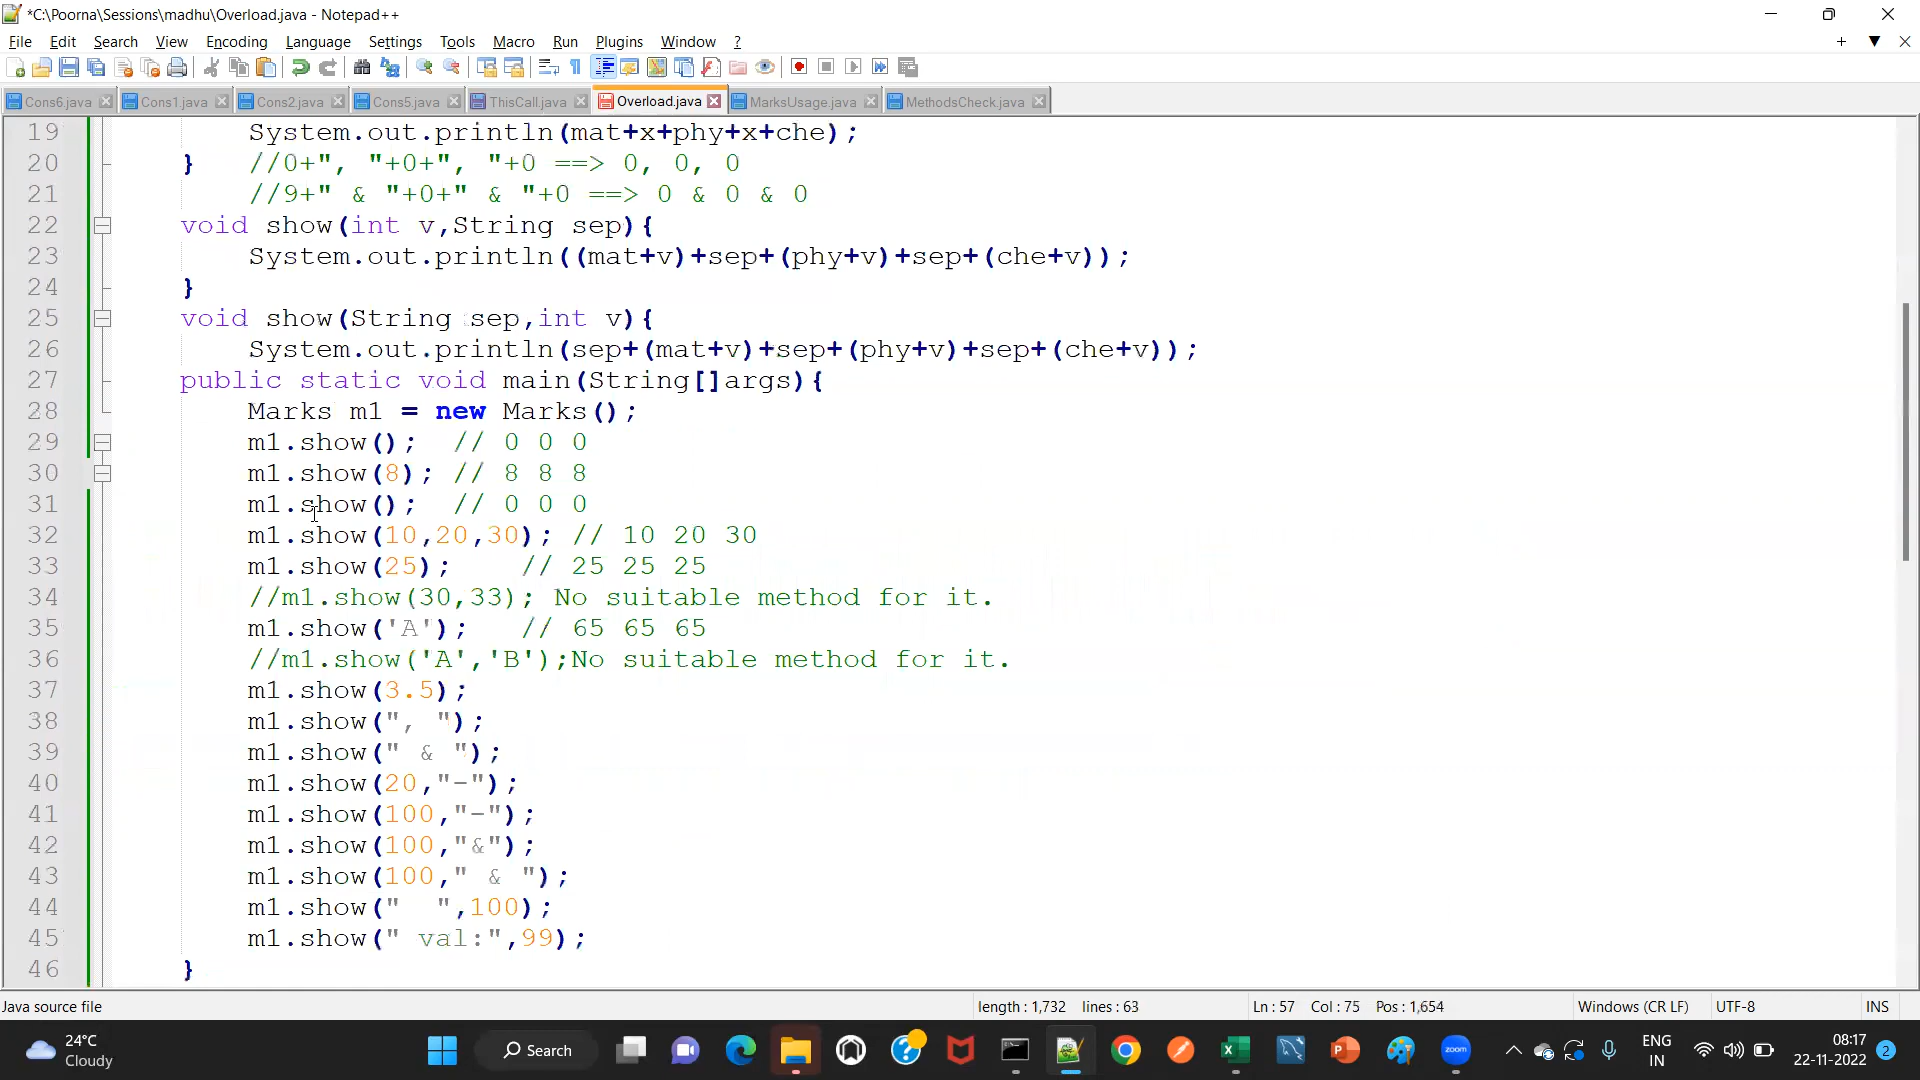 *C:\Poorna\Sessions\madhu\Overload.java - Notepad++
File Edit Search View Encoding Language Settings Tools Macro Run Plugins Window ?
Cons6.java Cons1.java Cons2.java Cons5.java ThisCall.java Overload.java MarksUsage.java MethodsCheck.java
19 System.out.println(mat+x+phy+x+che);
20 } //0+", "+0+", "+0 ==> 0, 0, 0
21 //9+" & "+0+" & "+0 ==> 0 & 0 & 0
22 void show(int v,String sep){
23 System.out.println((mat+v)+sep+(phy+v)+sep+(che+v));
24 }
25 void show(String sep,int v){
26 System.out.println(sep+(mat+v)+sep+(phy+v)+sep+(che+v));
27 public static void main(String[]args){
28 Marks m1 = new Marks();
29 m1.show(); // 0 0 0
30 m1.show(8); // 8 8 8
31 m1.show(); // 0 0 0
32 m1.show(10,20,30); // 10 20 30
33 m1.show(25); // 25 25 25
34 //m1.show(30,33); No suitable method for it.
35 m1.show('A'); // 65 65 65
36 //m1.show('A','B');No suitable method for it.
37 m1.show(3.5);
38 m1.show(", ");
39 m1.show(" & ");
40 m1.show(20,"-");
41 m1.show(100,"-");
42 m1.show(100,"&");
43 m1.show(100," & ");
44 m1.show("  ",100);
45 m1.show(" val:",99);
46 }
Java source file length : 1,732 lines : 63 Ln : 57 Col : 75 Pos : 1,654 Windows (CR LF) UTF-8 INS
24°C
Cloudy
Search
zoom
ENG
IN
08:17
22-11-2022
2